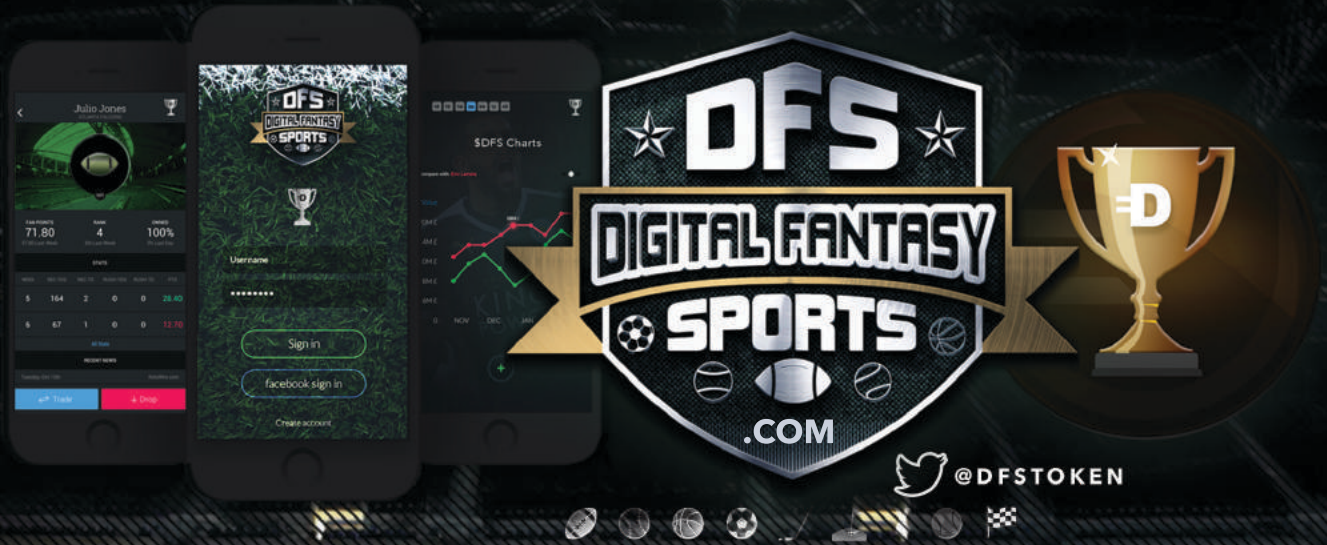 Julio Jones
ATLANTA FALCONS
FAN POINTS
RANK
OWNED
71.80
4
100%
STATS
5 164 2 0 0 28.40
6 67 1 0 0 12.70
All Stats
RECENT NEWS
Trade
Drop
DFS
DIGITAL FANTASY
SPORTS
D
Username
Sign in
facebook sign in
Create account
$DFS Charts
NOV DEC JAN
DFS
DIGITAL FANTASY
SPORTS
.COM
D
@DFSTOKEN